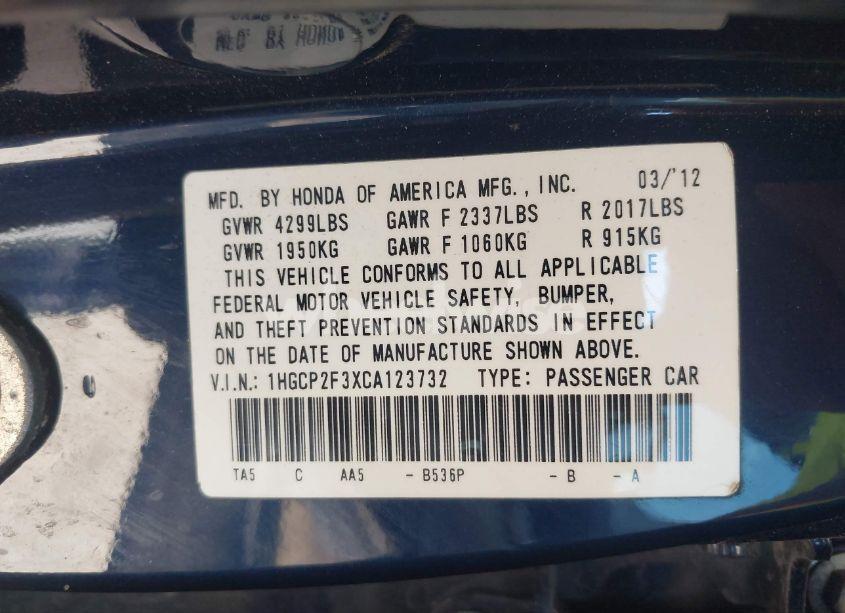 MFD. BY HONDA OF AMERICA MFG., INC. 03/'12
GVWR 4299LBS GAWR F 2337LBS R 2017LBS
GVWR 1950KG GAWR F 1060KG R 915KG
THIS VEHICLE CONFORMS TO ALL APPLICABLE
FEDERAL MOTOR VEHICLE SAFETY, BUMPER,
AND THEFT PREVENTION STANDARDS IN EFFECT
ON THE DATE OF MANUFACTURE SHOWN ABOVE.
V.I.N.: 1HGCP2F3XCA123732 TYPE: PASSENGER CAR
TA5 C AA5 - B536P - B - A